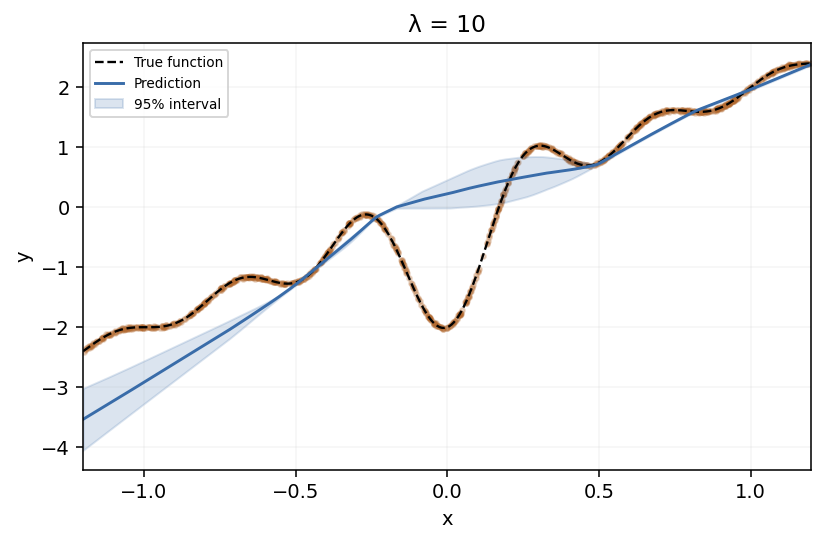 λ = 10
True function
Prediction
95% interval
y
2
1
0
−1
−2
−3
−4
−1.0
−0.5
0.0
0.5
1.0
x